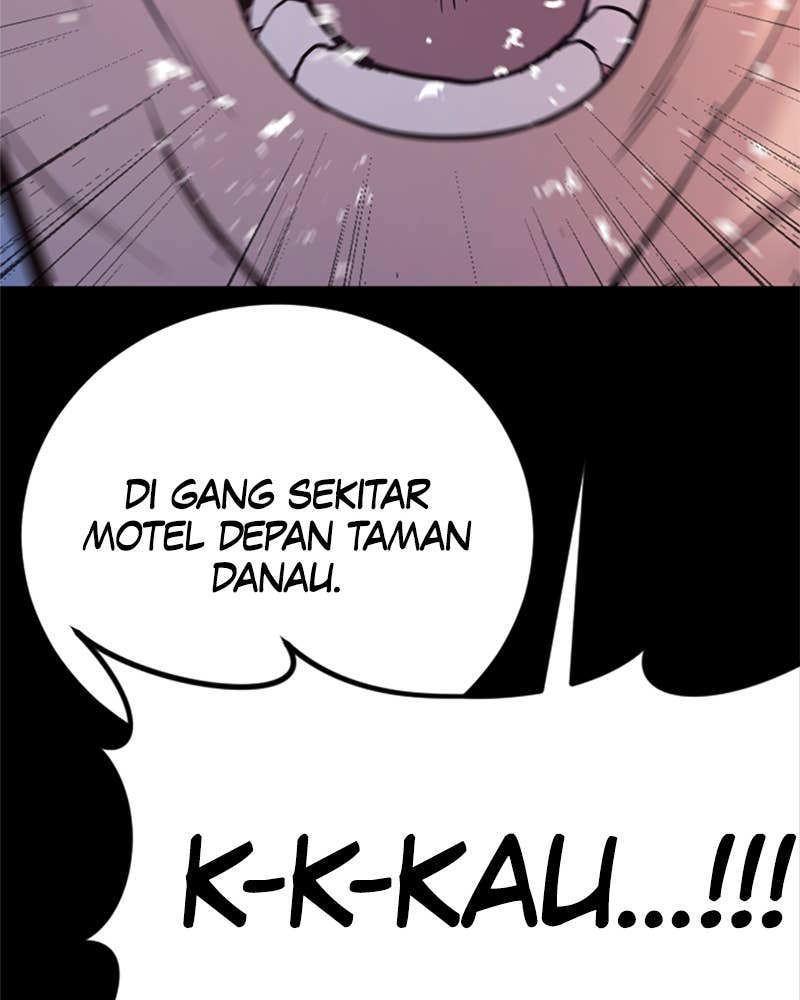 DI GANG SEKITAR
MOTEL DEPAN TAMAN
DANAU.
K-K-KAU...!!!